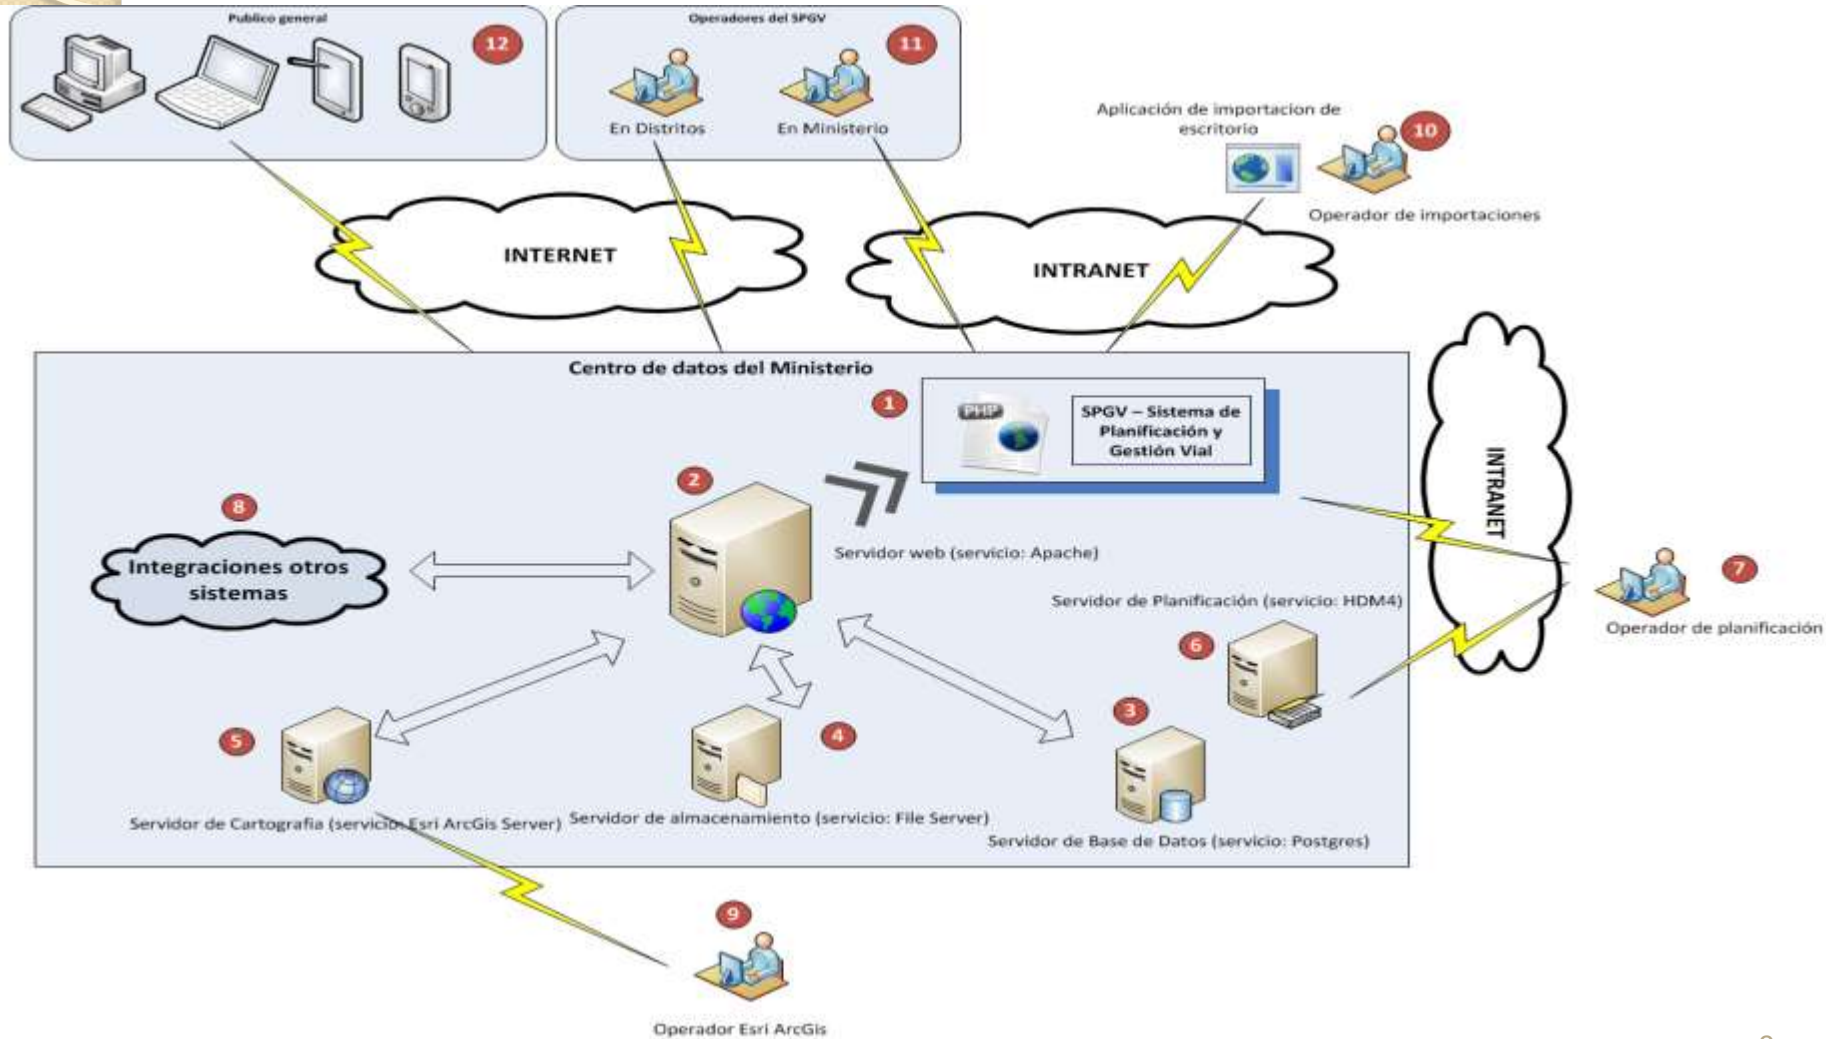 Publico general
12
Operadores del SPGV
11
En Distritos
En Ministerio
Aplicación de importacion de
escritorio
10
Operador de importaciones
INTERNET
INTRANET
Centro de datos del Ministerio
1
PHP
SPGV – Sistema de
Planificación y
Gestión Vial
2
Servidor web (servicio: Apache)
8
Integraciones otros
sistemas
INTRANET
7
Operador de planificación
Servidor de Planificación (servicio: HDM4)
6
5
Servidor de Cartografia (servicio: Esri ArcGis Server)
4
Servidor de almacenamiento (servicio: File Server)
3
Servidor de Base de Datos (servicio: Postgres)
9
Operador Esri ArcGis